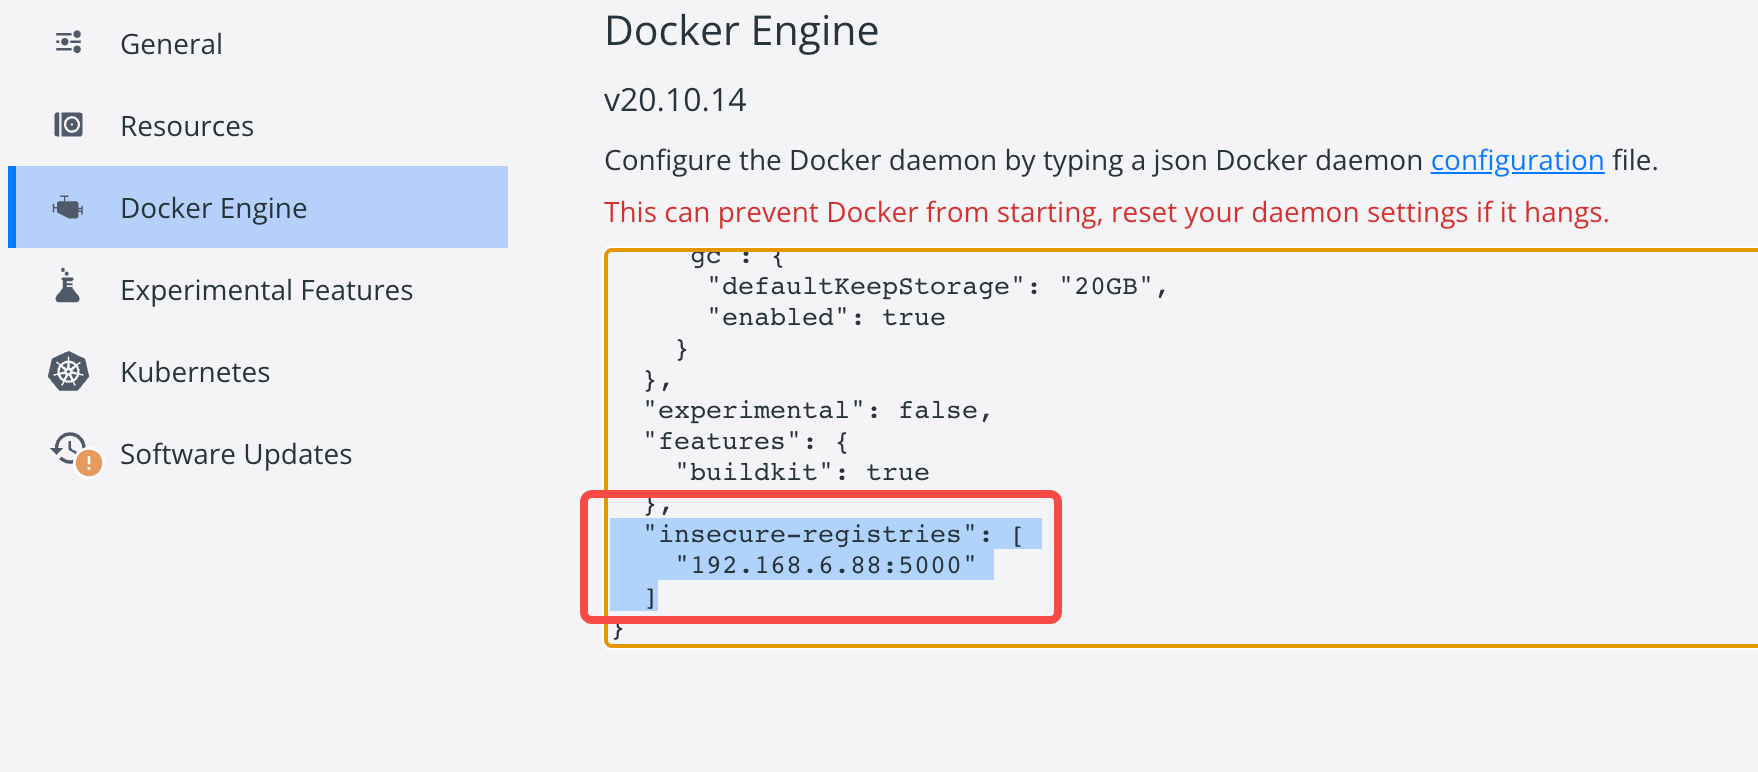 General
Resources
Docker Engine
Experimental Features
Kubernetes
Software Updates
Docker Engine
v20.10.14
Configure the Docker daemon by typing a json Docker daemon configuration file.
This can prevent Docker from starting, reset your daemon settings if it hangs.
gc : {
"defaultKeepStorage": "20GB",
"enabled": true
}
},
"experimental": false,
"features": {
"buildkit": true
},
"insecure-registries": [
"192.168.6.88:5000"
]
}